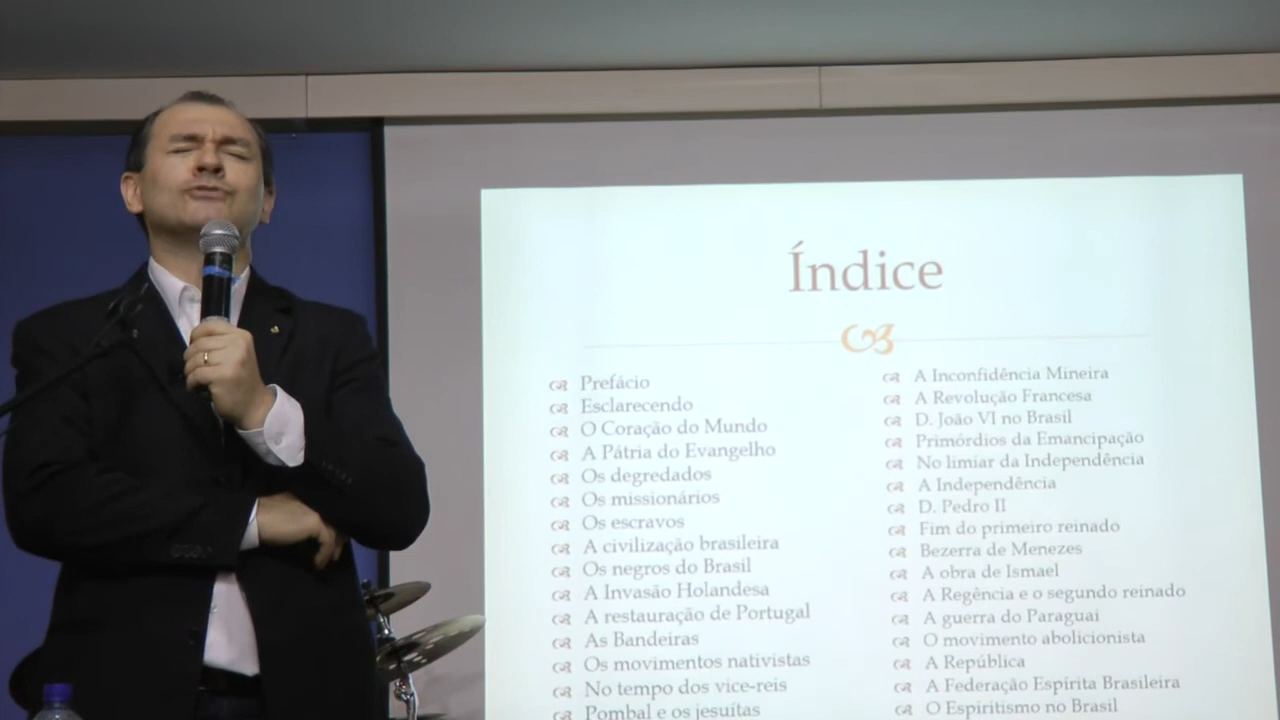 Índice
Prefácio
Esclarecendo
O Coração do Mundo
A Pátria do Evangelho
Os degredados
Os missionários
Os escravos
A civilização brasileira
Os negros do Brasil
A Invasão Holandesa
A restauração de Portugal
As Bandeiras
Os movimentos nativistas
No tempo dos vice-reis
Pombal e os jesuítas
A Inconfidência Mineira
A Revolução Francesa
D. João VI no Brasil
Primórdios da Emancipação
No limiar da Independência
A Independência
D. Pedro II
Fim do primeiro reinado
Bezerra de Menezes
A obra de Ismael
A Regência e o segundo reinado
A guerra do Paraguai
O movimento abolicionista
A República
A Federação Espírita Brasileira
O Espiritismo no Brasil